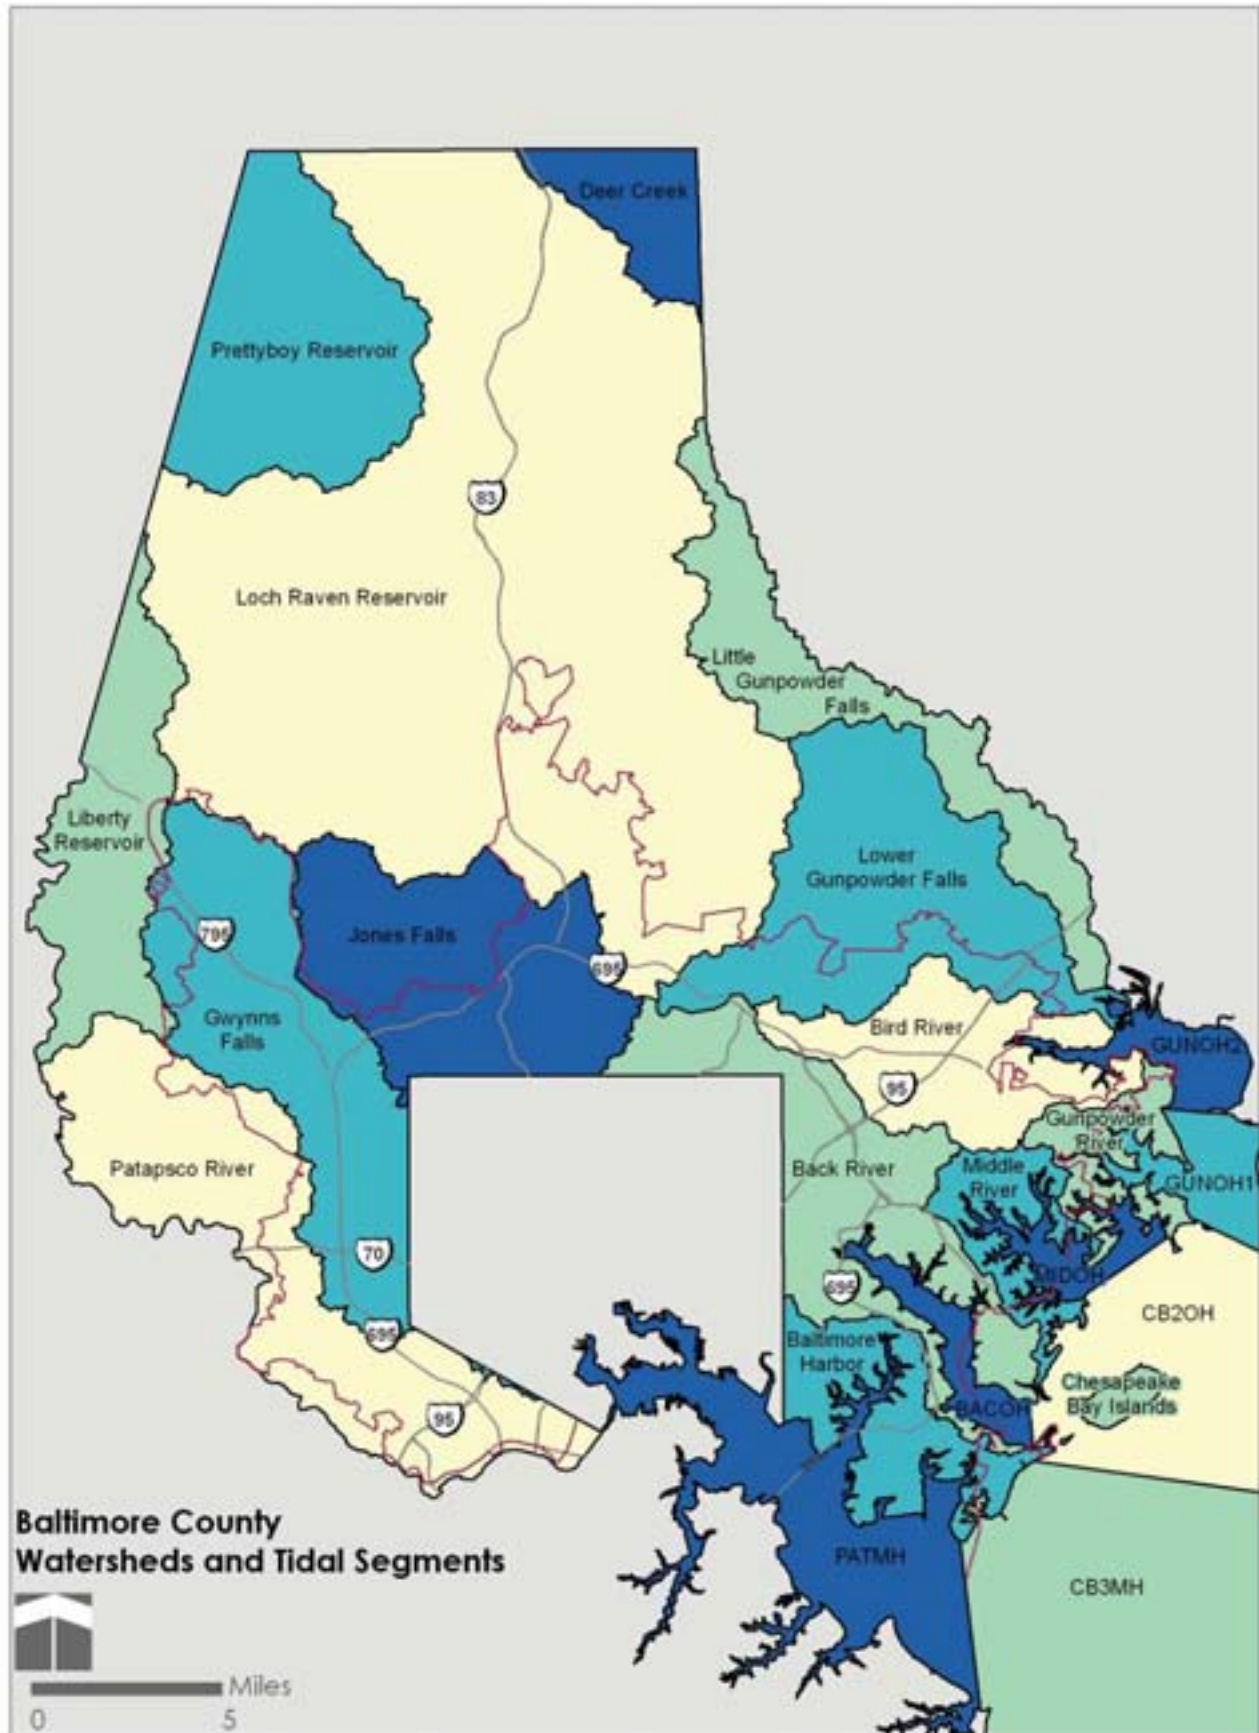 Deer Creek
Prettyboy Reservoir
83
Loch Raven Reservoir
Little
Gunpowder
Falls
Liberty
Reservoir
Lower
Gunpowder Falls
795
Jones Falls
695
Gwynns
Falls
Bird River
GUNOH2
95
Gunpowder
River
Patapsco River
Back River
Middle
River
GUNOH1
70
695
MIDOH
CB2OH
695
Baltimore
Harbor
Chesapeake
Bay Islands
BACOH
95
Baltimore County
Watersheds and Tidal Segments
PATMH
CB3MH
Miles
0 5